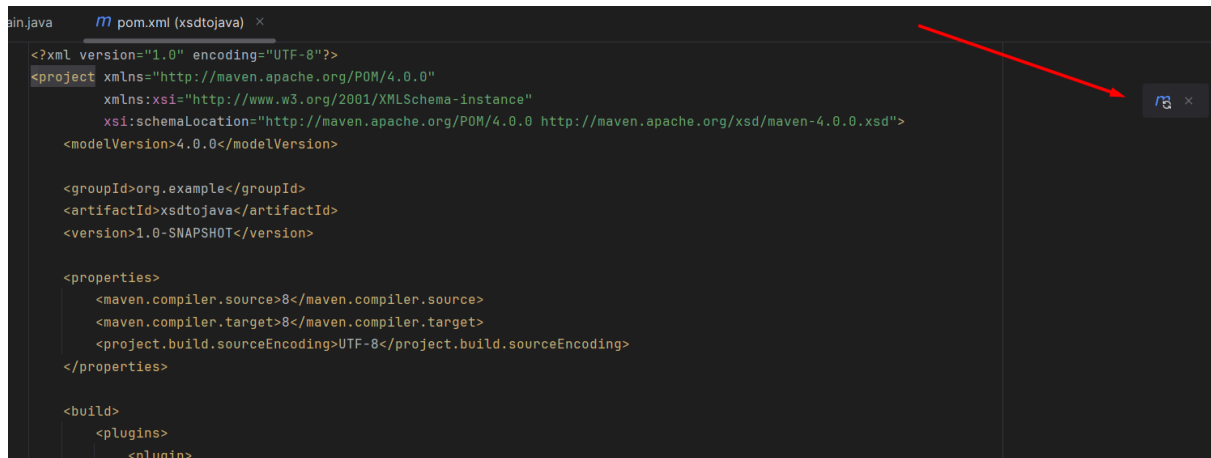 ain.java m pom.xml (xsdtojava) ×
<?xml version="1.0" encoding="UTF-8"?>
<project xmlns="http://maven.apache.org/POM/4.0.0"
xmlns:xsi="http://www.w3.org/2001/XMLSchema-instance"
xsi:schemaLocation="http://maven.apache.org/POM/4.0.0 http://maven.apache.org/xsd/maven-4.0.0.xsd">
m ×
<modelVersion>4.0.0</modelVersion>
<groupId>org.example</groupId>
<artifactId>xsdtojava</artifactId>
<version>1.0-SNAPSHOT</version>
<properties>
<maven.compiler.source>8</maven.compiler.source>
<maven.compiler.target>8</maven.compiler.target>
<project.build.sourceEncoding>UTF-8</project.build.sourceEncoding>
</properties>
<build>
<plugins>
<plugin>